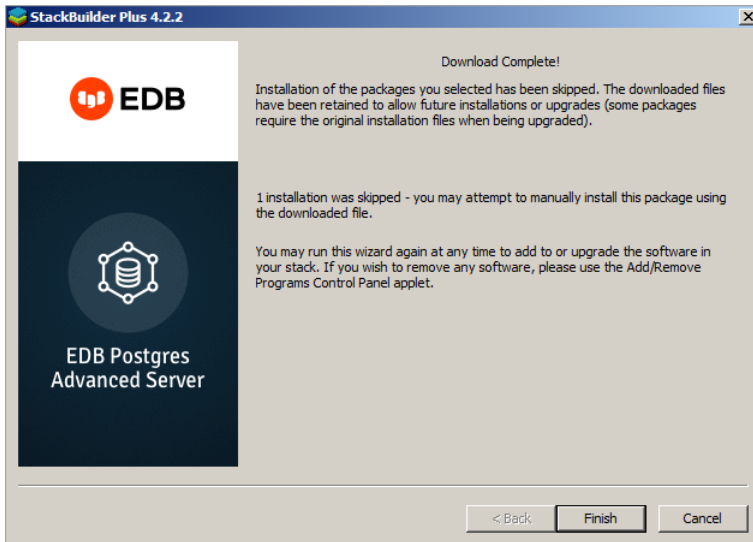 StackBuilder Plus 4.2.2
EDB
EDB Postgres
Advanced Server
Download Complete!
Installation of the packages you selected has been skipped. The downloaded files
have been retained to allow future installations or upgrades (some packages
require the original installation files when being upgraded).
1 installation was skipped - you may attempt to manually install this package using
the downloaded file.
You may run this wizard again at any time to add to or upgrade the software in
your stack. If you wish to remove any software, please use the Add/Remove
Programs Control Panel applet.
< Back
Finish
Cancel